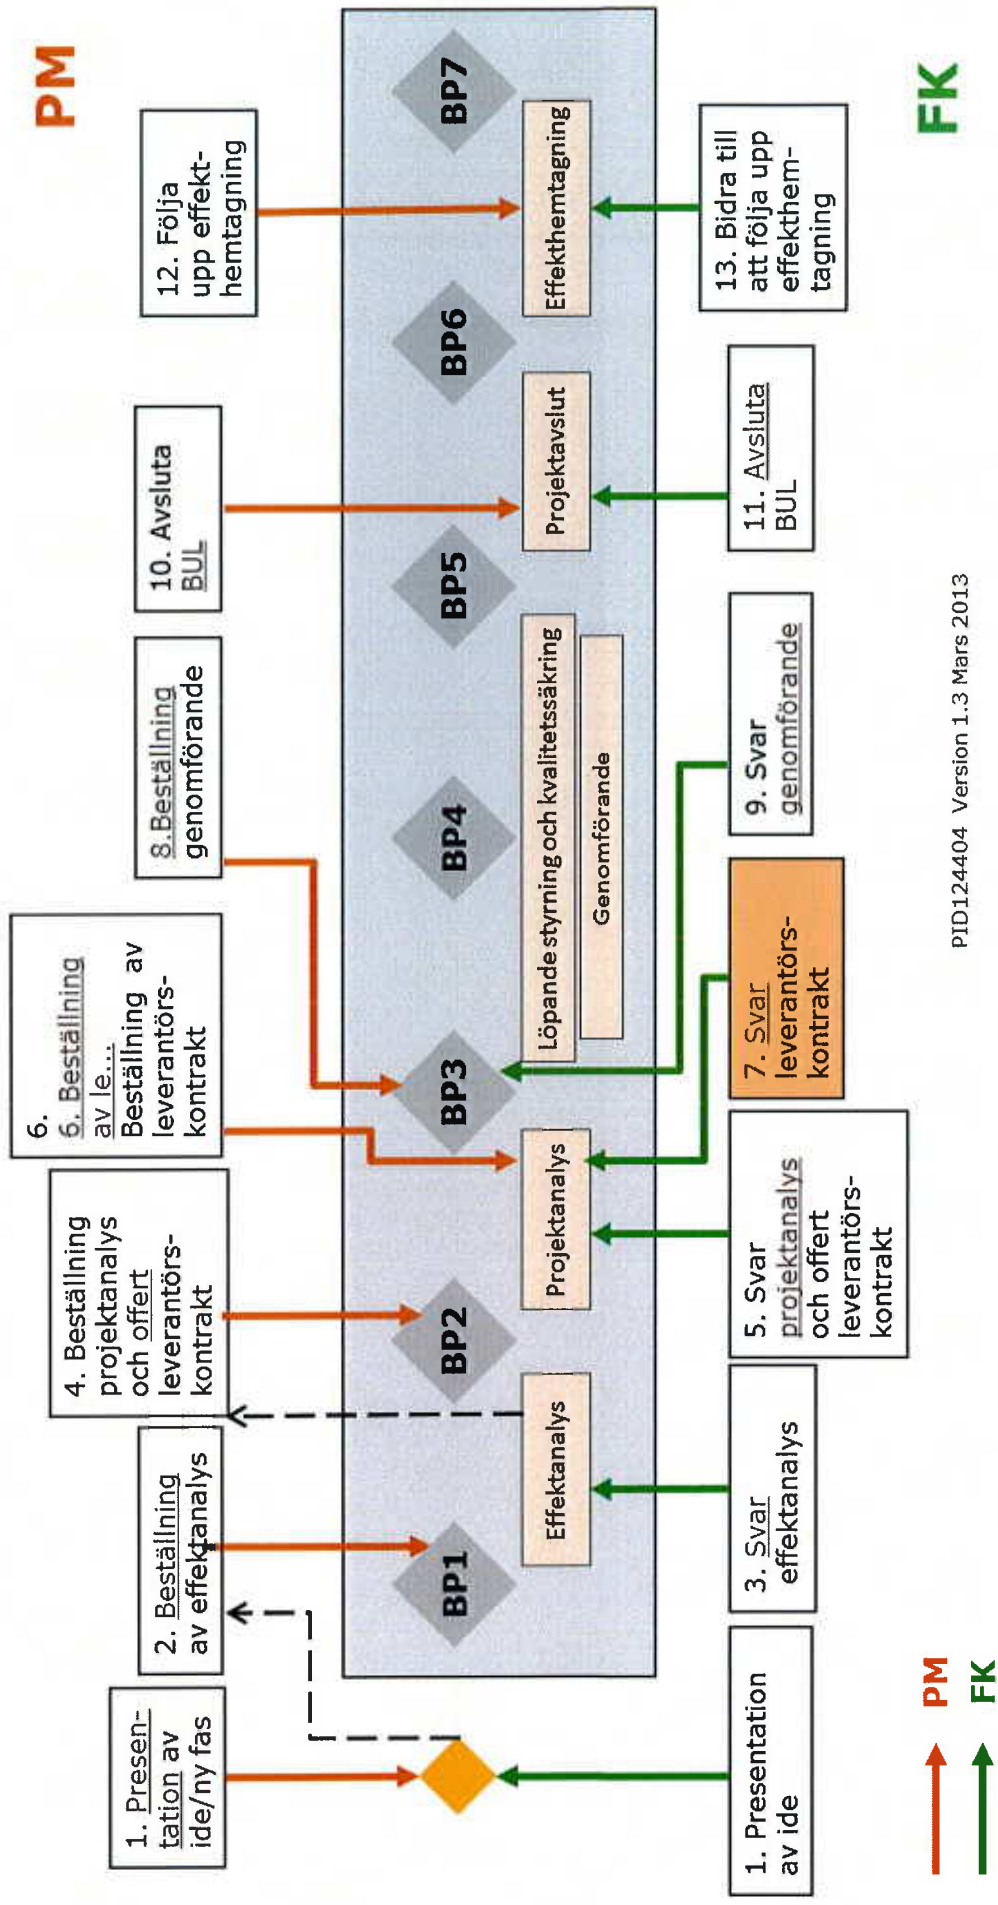 PM
1. Presen-
tation av
ide/ny fas
2. Beställning
av effektanalys
4. Beställning
projektanalys
och offert
leverantörs-
kontrakt
6.
6. Beställning
av le...
Beställning av
leverantörs-
kontrakt
8.Beställning
genomförande
10. Avsluta
BUL
12. Följa
upp effekt-
hemtagning
BP1
BP2
BP3
BP4
BP5
BP6
BP7
Effektanalys
Projektanalys
Löpande styrning och kvalitetssäkring
Genomförande
Projektavslut
Effekthemtagning
1. Presentation
av ide
3. Svar
effektanalys
5. Svar
projektanalys
och offert
leverantörs-
kontrakt
7. Svar
leverantörs-
kontrakt
9. Svar
genomförande
11. Avsluta
BUL
13. Bidra till
att följa upp
effekthem-
tagning
FK
PM
FK
PID124404 Version 1.3 Mars 2013